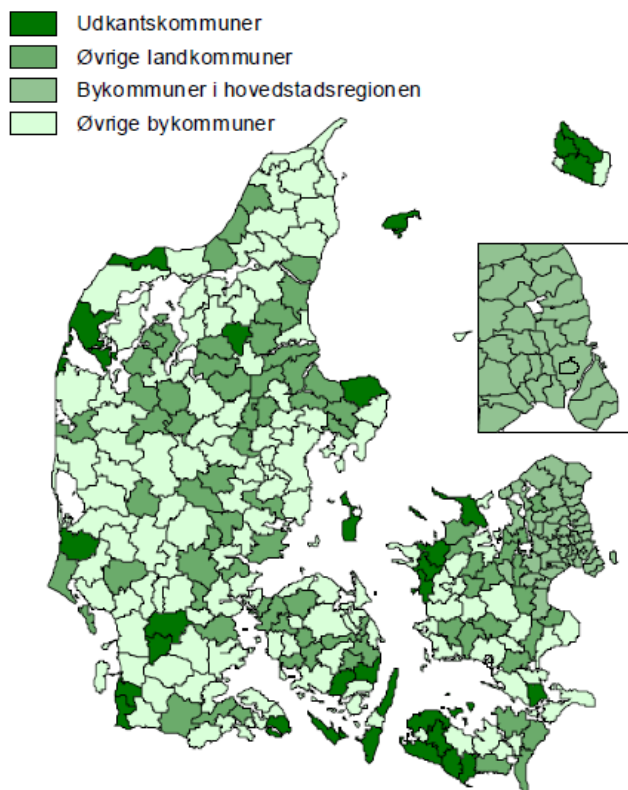 Udkantskommuner
Øvrige landkommuner
Bykommuner i hovedstadsregionen
Øvrige bykommuner